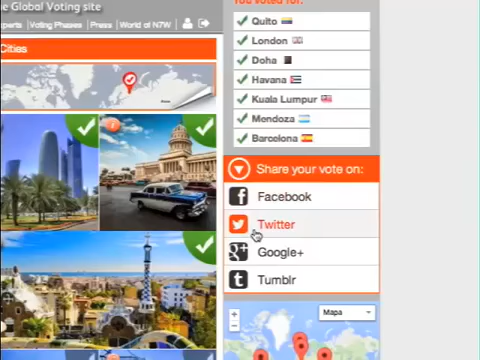 e Global Voting site
perts Voting Phases Press World of N7W
Cities
You voted for:
Quito
London
Doha
Havana
Kuala Lumpur
Mendoza
Barcelona
Share your vote on:
Facebook
Twitter
Google+
Tumblr
Mapa